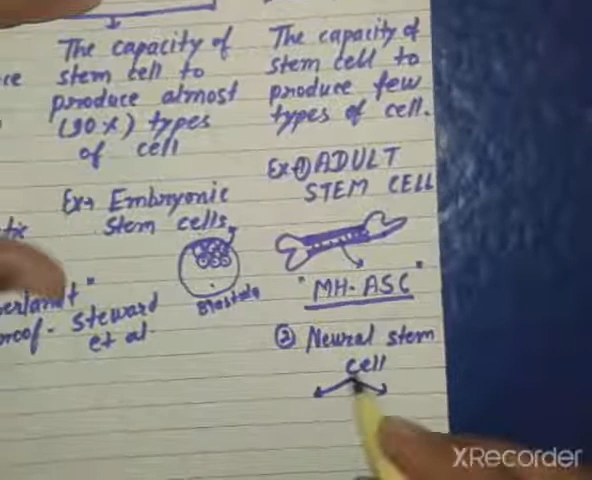 The capacity of
stem cell to
produce almost
(90%) types
of cell
Ex→ Embryonic
stem cells
Blastula
The capacity of
stem cell to
produce few
types of cell.
Ex① ADULT
STEM CELL
"MH-ASC"
② Neural stem
cell
"
proof- Steward
et al.
XRecorder